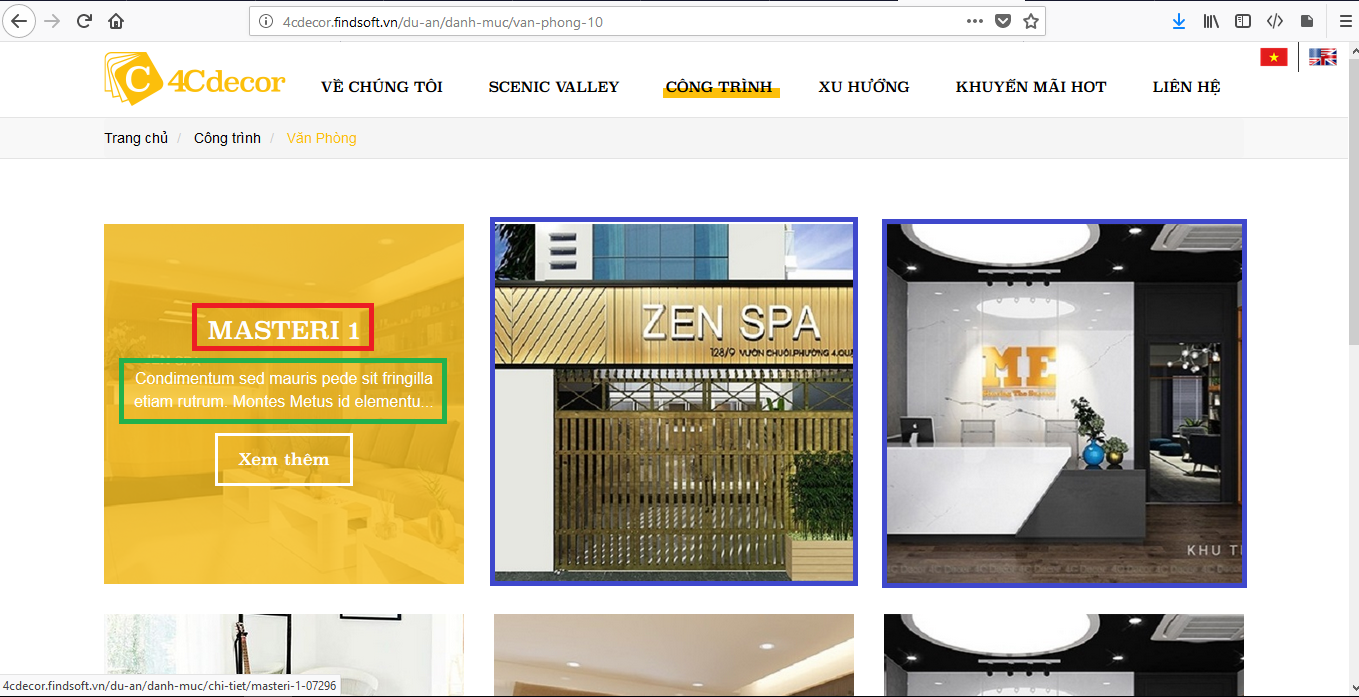 4cdecor.findsoft.vn/du-an/danh-muc/van-phong-10
C 4Cdecor
VỀ CHÚNG TÔI
SCENIC VALLEY
CÔNG TRÌNH
XU HƯỚNG
KHUYẾN MÃI HOT
LIÊN HỆ
Trang chủ / Công trình / Văn Phòng
MASTERI 1
Condimentum sed mauris pede sit fringilla
etiam rutrum. Montes Metus id elementu...
Xem thêm
ZEN SPA
128/9 VƯỜN CHUỐI.PHƯỜNG 4.QUẬ
ME
KHU T
4cdecor.findsoft.vn/du-an/danh-muc/chi-tiet/masteri-1-07296